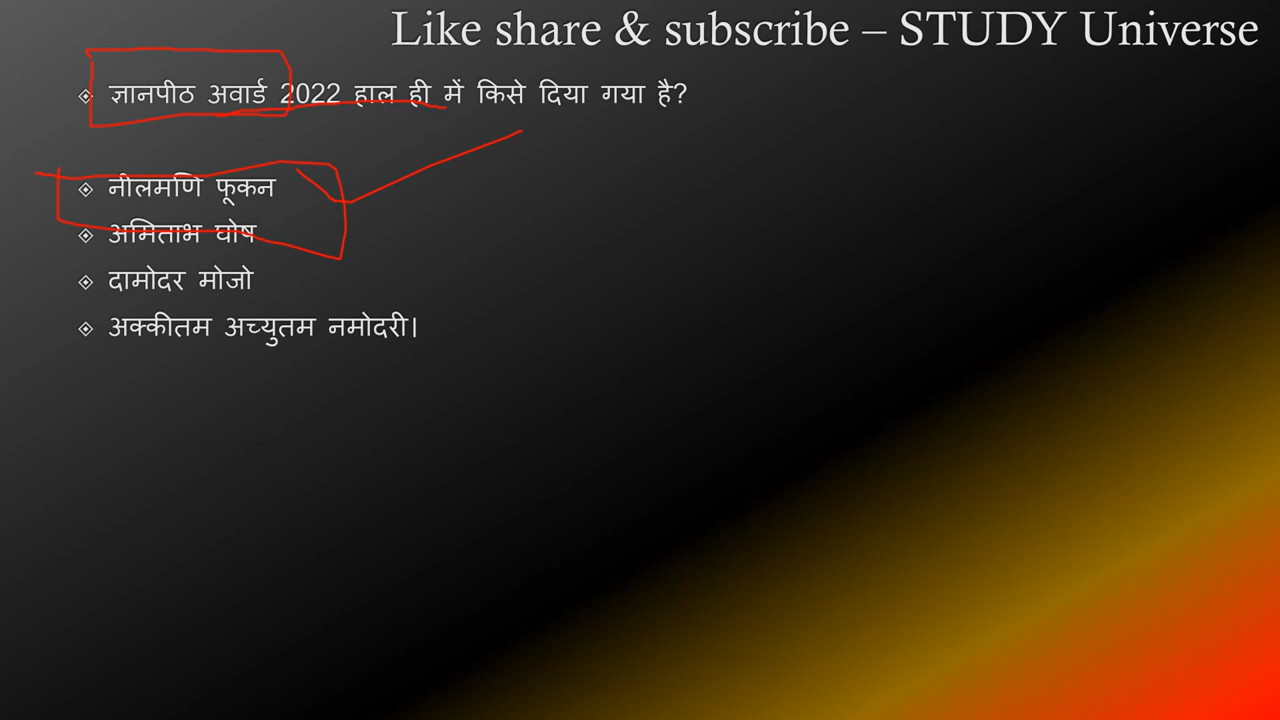 Like share & subscribe – STUDY Universe
ज्ञानपीठ अवार्ड 2022 हाल ही में किसे दिया गया है?
नीलमणि फूकन
अमिताभ घोष
दामोदर मोजो
अक्कीतम अच्युतम नमोदरी।